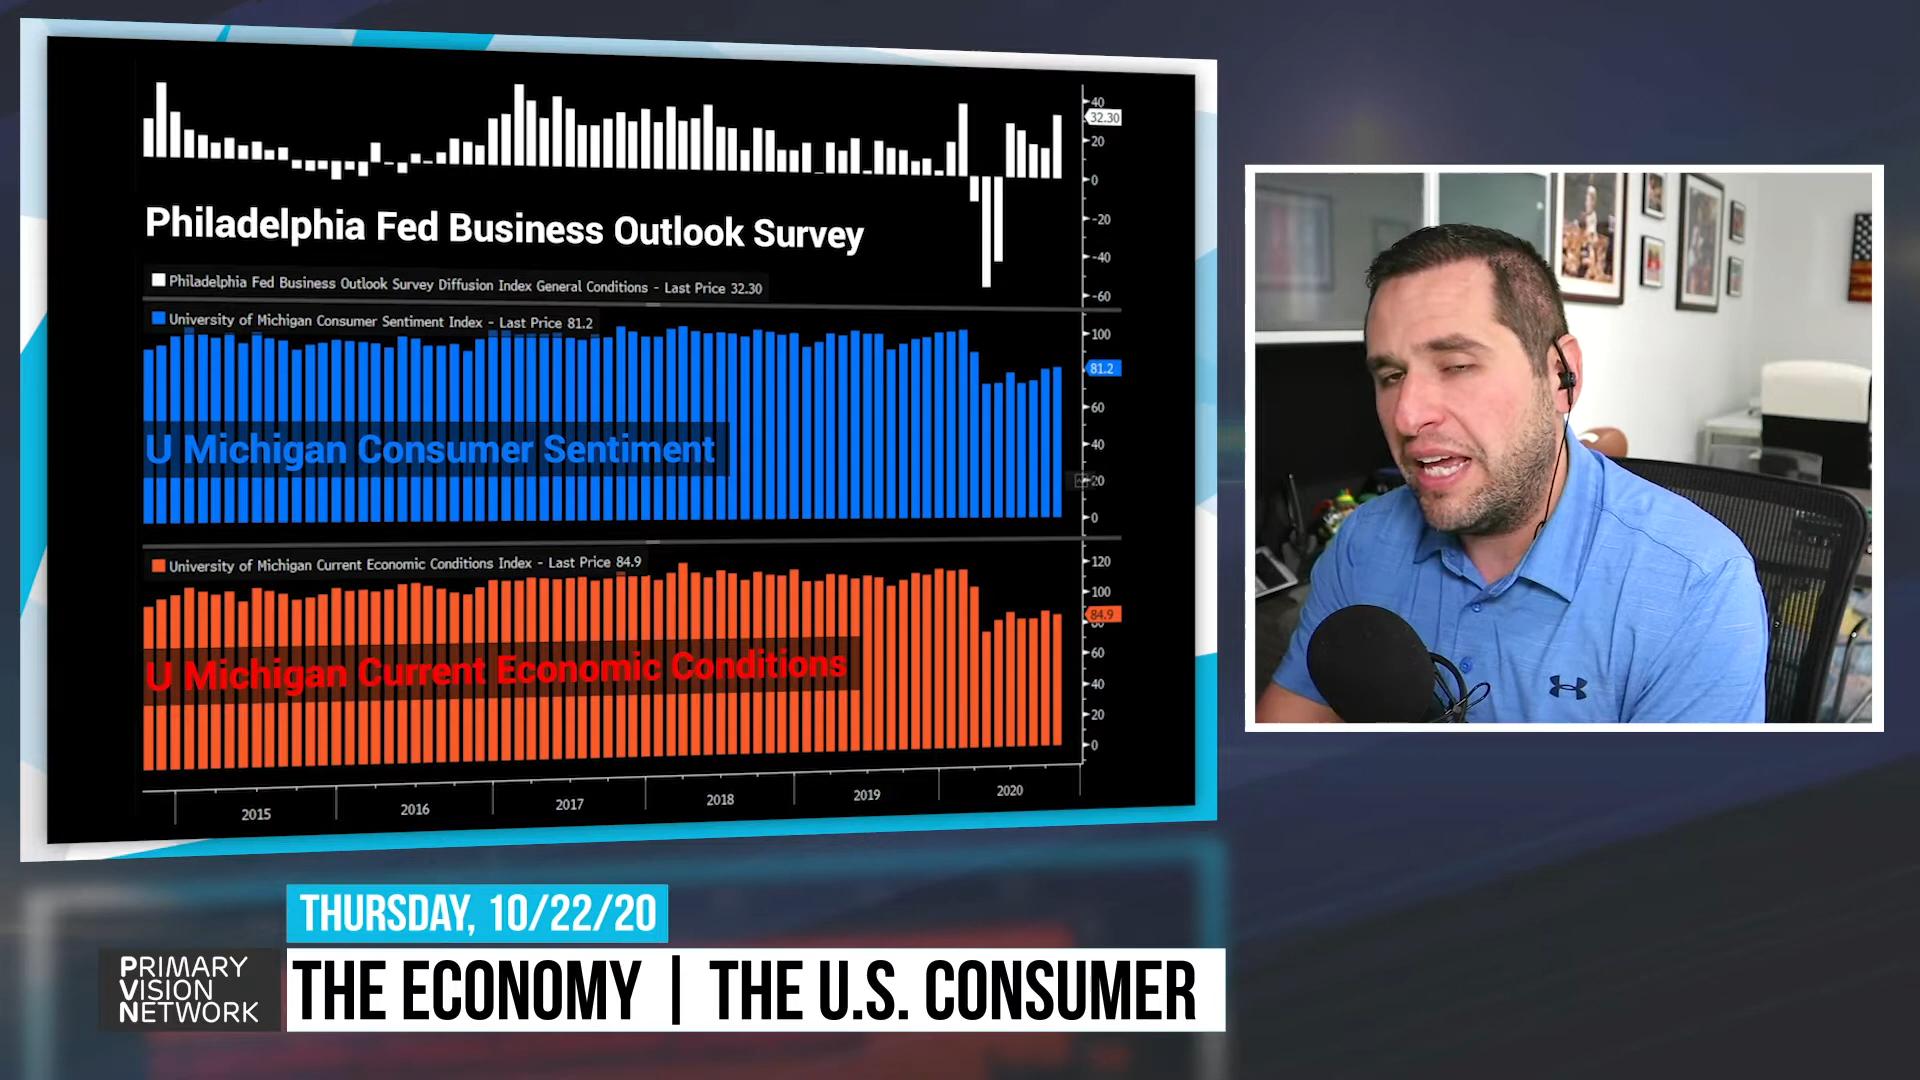 40
32.30
20
0
-20
-40
-60
Philadelphia Fed Business Outlook Survey
Philadelphia Fed Business Outlook Survey Diffusion Index General Conditions - Last Price 32.30
University of Michigan Consumer Sentiment Index - Last Price 81.2
100
81.2
60
40
20
0
U Michigan Consumer Sentiment
University of Michigan Current Economic Conditions Index - Last Price 84.9
120
100
84.9
60
40
20
0
U Michigan Current Economic Conditions
2015 2016 2017 2018 2019 2020
THURSDAY, 10/22/20
PRIMARY
VISION
NETWORK
THE ECONOMY | THE U.S. CONSUMER